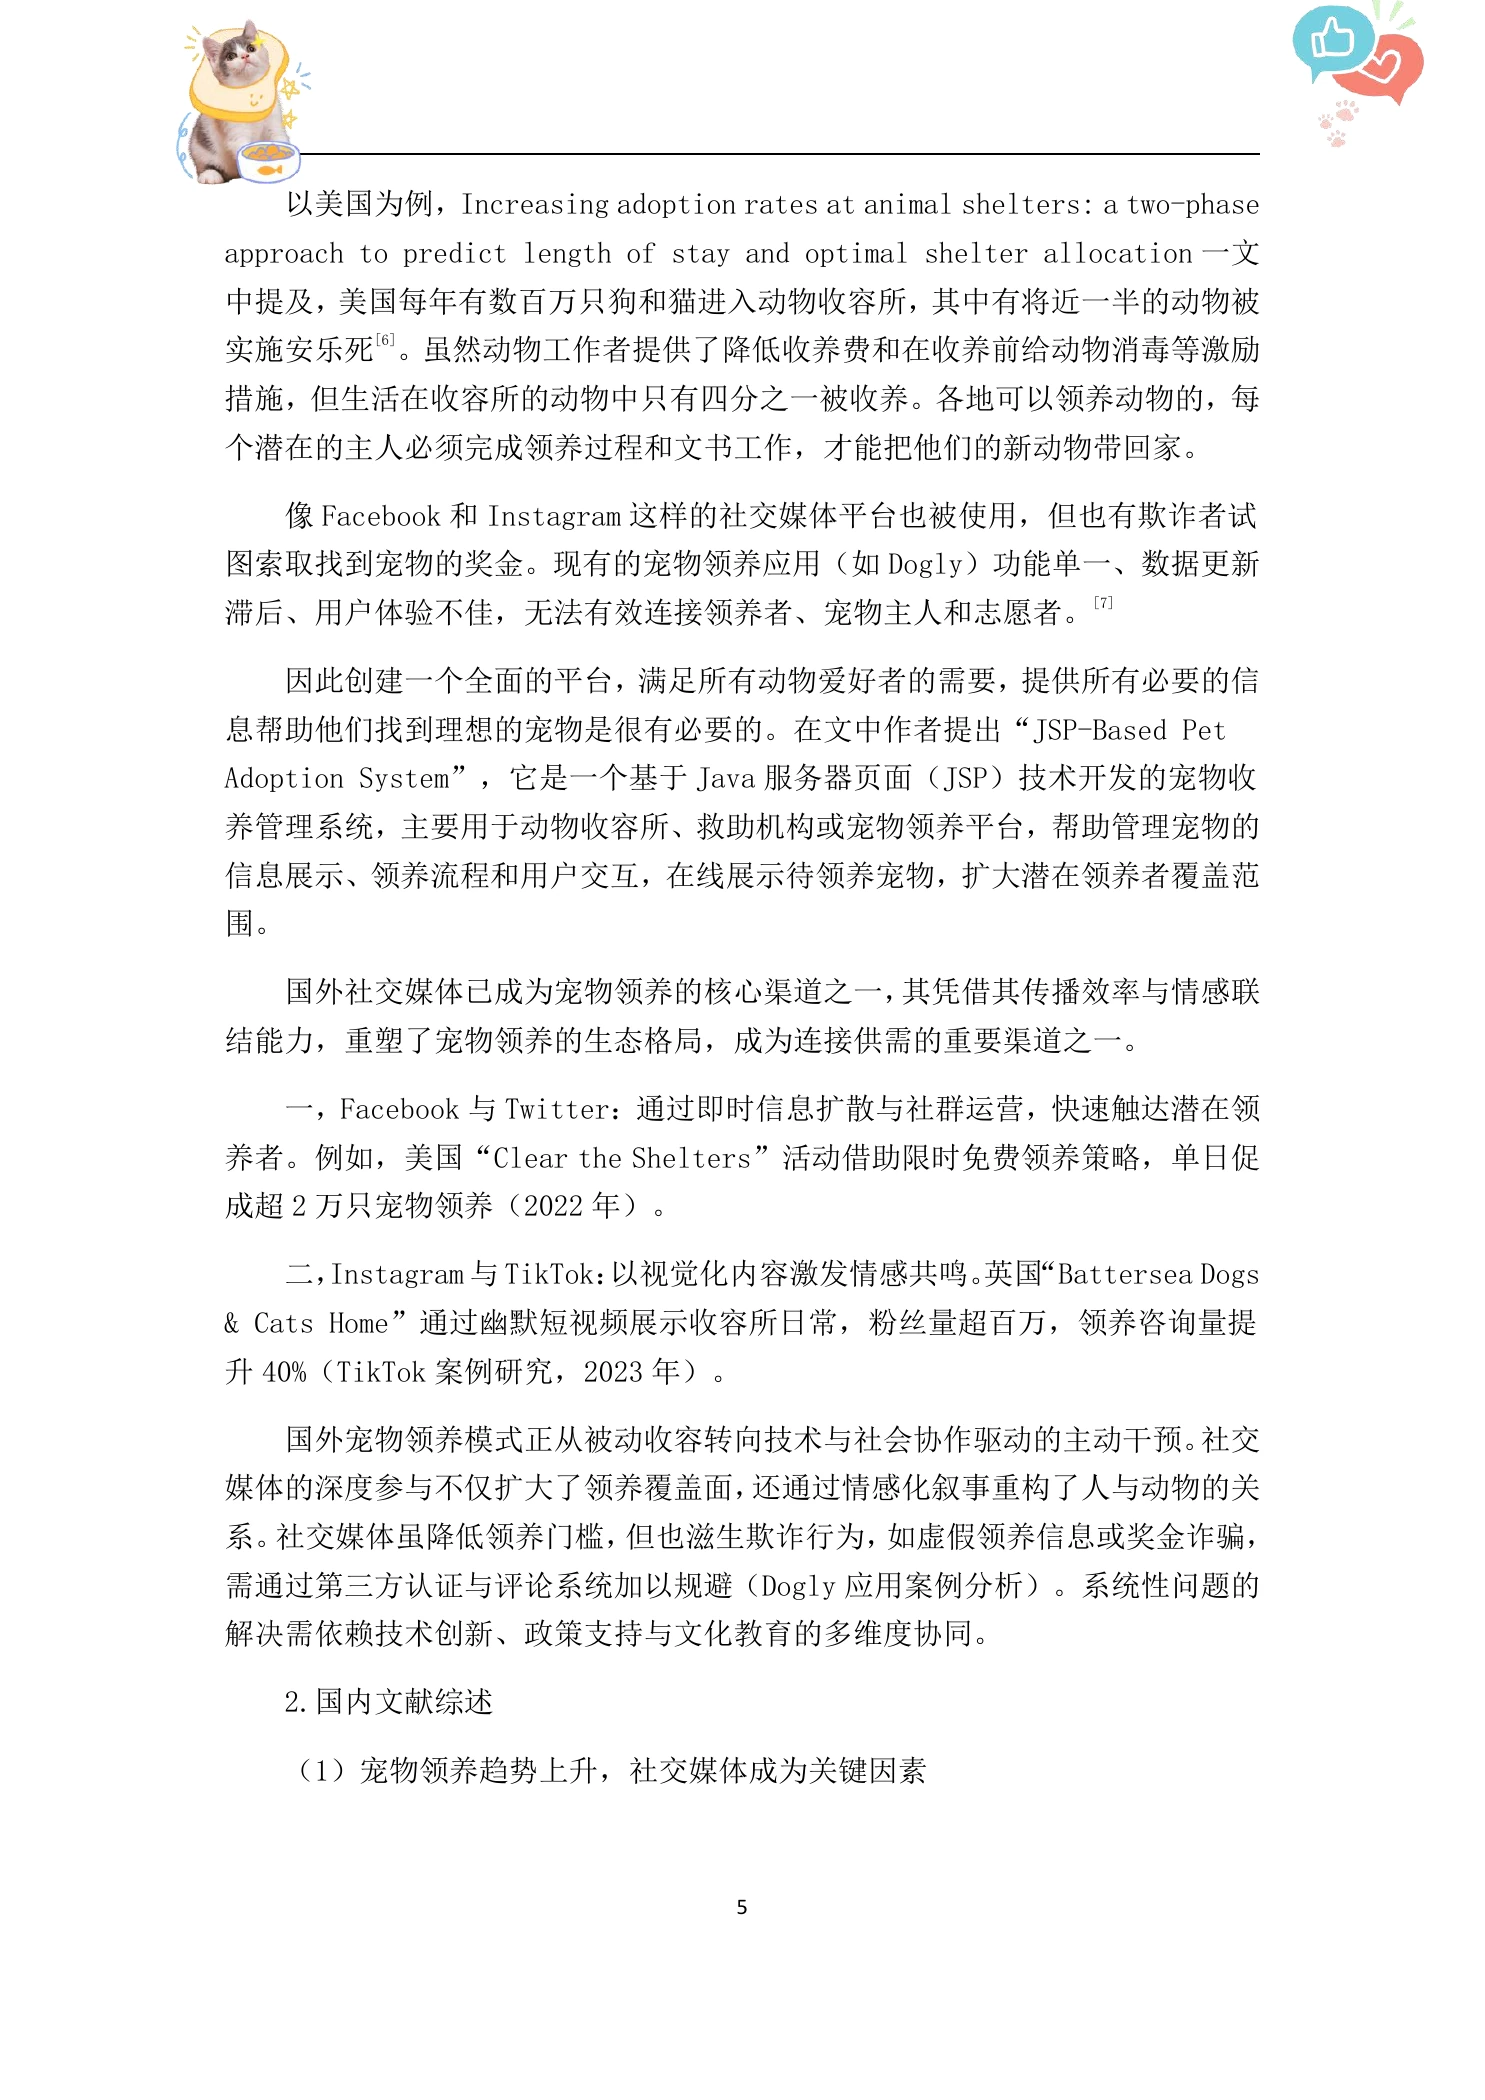 以美国为例，Increasing adoption rates at animal shelters: a two-phase
approach to predict length of stay and optimal shelter allocation 一文
中提及，美国每年有数百万只狗和猫进入动物收容所，其中有将近一半的动物被
实施安乐死[6]。虽然动物工作者提供了降低收养费和在收养前给动物消毒等激励
措施，但生活在收容所的动物中只有四分之一被收养。各地可以领养动物的，每
个潜在的主人必须完成领养过程和文书工作，才能把他们的新动物带回家。
像 Facebook 和 Instagram 这样的社交媒体平台也被使用，但也有欺诈者试
图索取找到宠物的奖金。现有的宠物领养应用（如 Dogly）功能单一、数据更新
滞后、用户体验不佳，无法有效连接领养者、宠物主人和志愿者。[7]
因此创建一个全面的平台，满足所有动物爱好者的需要，提供所有必要的信
息帮助他们找到理想的宠物是很有必要的。在文中作者提出“JSP-Based Pet
Adoption System”，它是一个基于 Java 服务器页面（JSP）技术开发的宠物收
养管理系统，主要用于动物收容所、救助机构或宠物领养平台，帮助管理宠物的
信息展示、领养流程和用户交互，在线展示待领养宠物，扩大潜在领养者覆盖范
围。
国外社交媒体已成为宠物领养的核心渠道之一，其凭借其传播效率与情感联
结能力，重塑了宠物领养的生态格局，成为连接供需的重要渠道之一。
一，Facebook 与 Twitter：通过即时信息扩散与社群运营，快速触达潜在领
养者。例如，美国“Clear the Shelters”活动借助限时免费领养策略，单日促
成超 2 万只宠物领养（2022 年）。
二，Instagram 与 TikTok：以视觉化内容激发情感共鸣。英国“Battersea Dogs
& Cats Home”通过幽默短视频展示收容所日常，粉丝量超百万，领养咨询量提
升 40%（TikTok 案例研究，2023 年）。
国外宠物领养模式正从被动收容转向技术与社会协作驱动的主动干预。社交
媒体的深度参与不仅扩大了领养覆盖面，还通过情感化叙事重构了人与动物的关
系。社交媒体虽降低领养门槛，但也滋生欺诈行为，如虚假领养信息或奖金诈骗，
需通过第三方认证与评论系统加以规避（Dogly 应用案例分析）。系统性问题的
解决需依赖技术创新、政策支持与文化教育的多维度协同。
2.国内文献综述
（1）宠物领养趋势上升，社交媒体成为关键因素
5